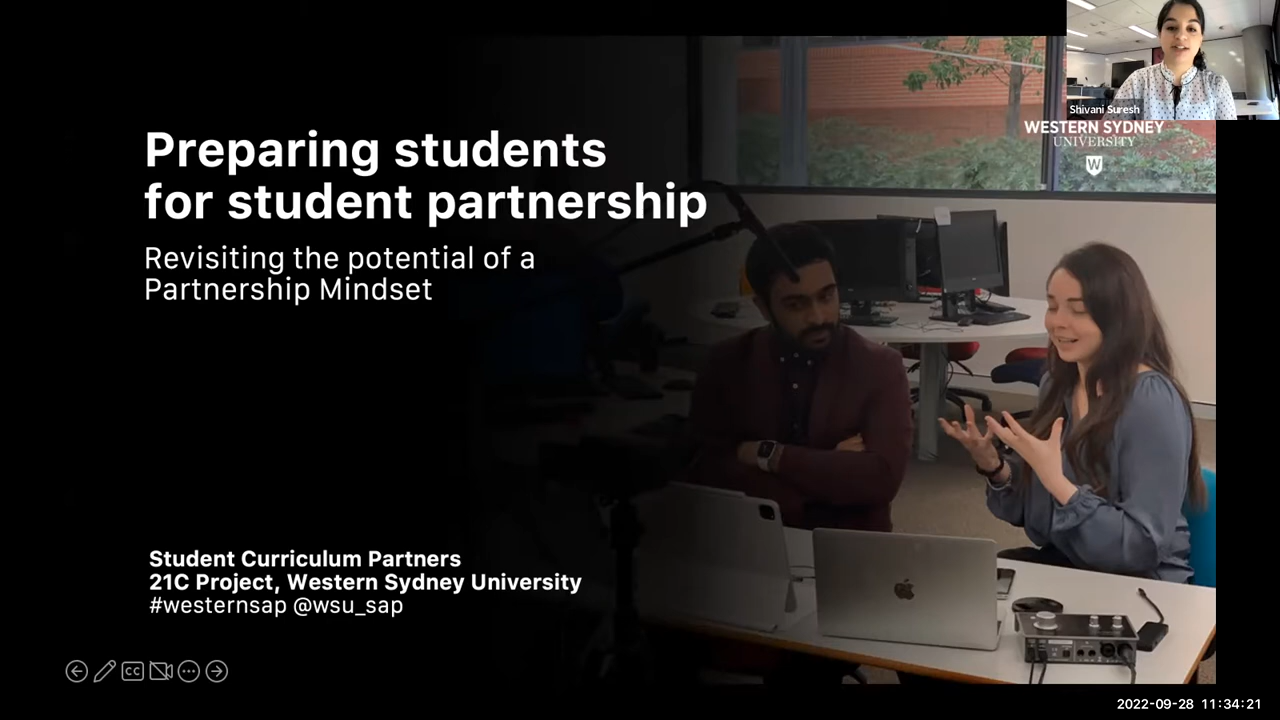 Shivani Suresh
WESTERN SYDNEY
UNIVERSITY
W
Preparing students
for student partnership
Revisiting the potential of a
Partnership Mindset
Student Curriculum Partners
21C Project, Western Sydney University
#westernsap @wsu_sap
CC
2022-09-28 11:34:21